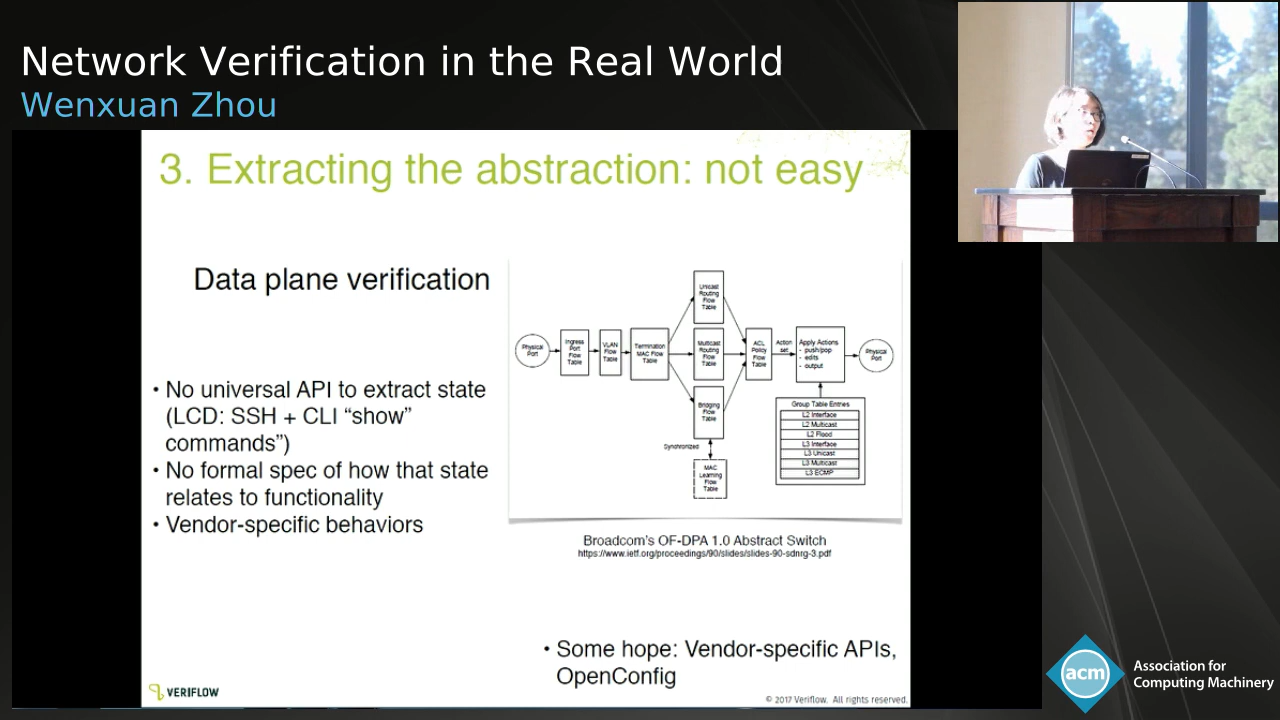 Network Verification in the Real World
Wenxuan Zhou
3. Extracting the abstraction: not easy
Data plane verification
• No universal API to extract state
(LCD: SSH + CLI “show”
commands”)
• No formal spec of how that state
relates to functionality
• Vendor-specific behaviors
Physical
Port
Ingress
Port
Flow
Table
VLAN
Flow
Table
Termination
MAC Flow
Table
Unicast
Routing
Flow
Table
Multicast
Routing
Flow
Table
Bridging
Flow
Table
Synchronized
MAC
Learning
Flow
Table
ACL
Policy
Flow
Table
Action
set
Apply Actions
- push/pop
- edits
- output
Physical
Port
Group Table Entries
L2 Interface
L2 Multicast
L2 Flood
L3 Interface
L3 Unicast
L3 Multicast
L3 ECMP
Broadcom’s OF-DPA 1.0 Abstract Switch
https://www.ietf.org/proceedings/90/slides/slides-90-sdnrg-3.pdf
• Some hope: Vendor-specific APIs,
OpenConfig
VERIFLOW
© 2017 Veriflow. All rights reserved.
acm
Association for
Computing Machinery